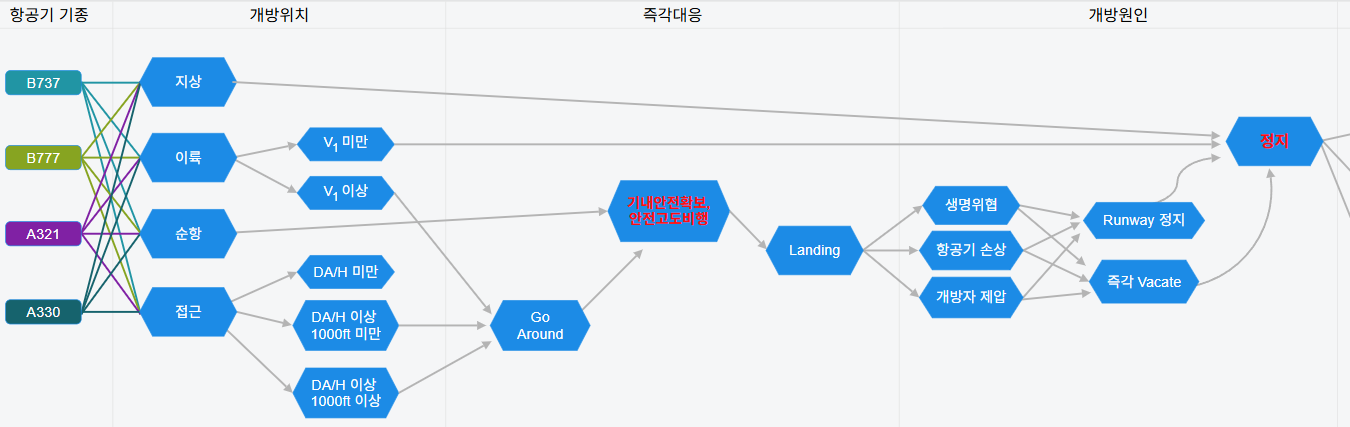 항공기 기종
개방위치
즉각대응
개방원인
B737
B777
A321
A330
지상
이륙
순항
접근
V1 미만
V1 이상
DA/H 미만
DA/H 이상
1000ft 미만
DA/H 이상
1000ft 이상
Go
Around
기내안전확보,
안전고도비행
Landing
생명위협
항공기 손상
개방자 제압
Runway 정지
즉각 Vacate
정지